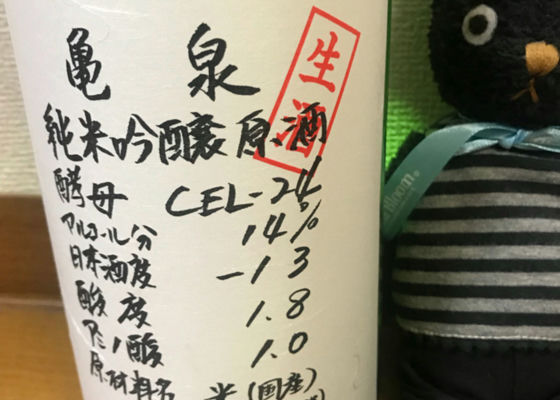 亀泉
生酒
純米吟醸原酒
酵母 CEL-24
アルコール分 14%
日本酒度 -13
酸度 1.8
アミノ酸 1.0
原材料名 米(国産)